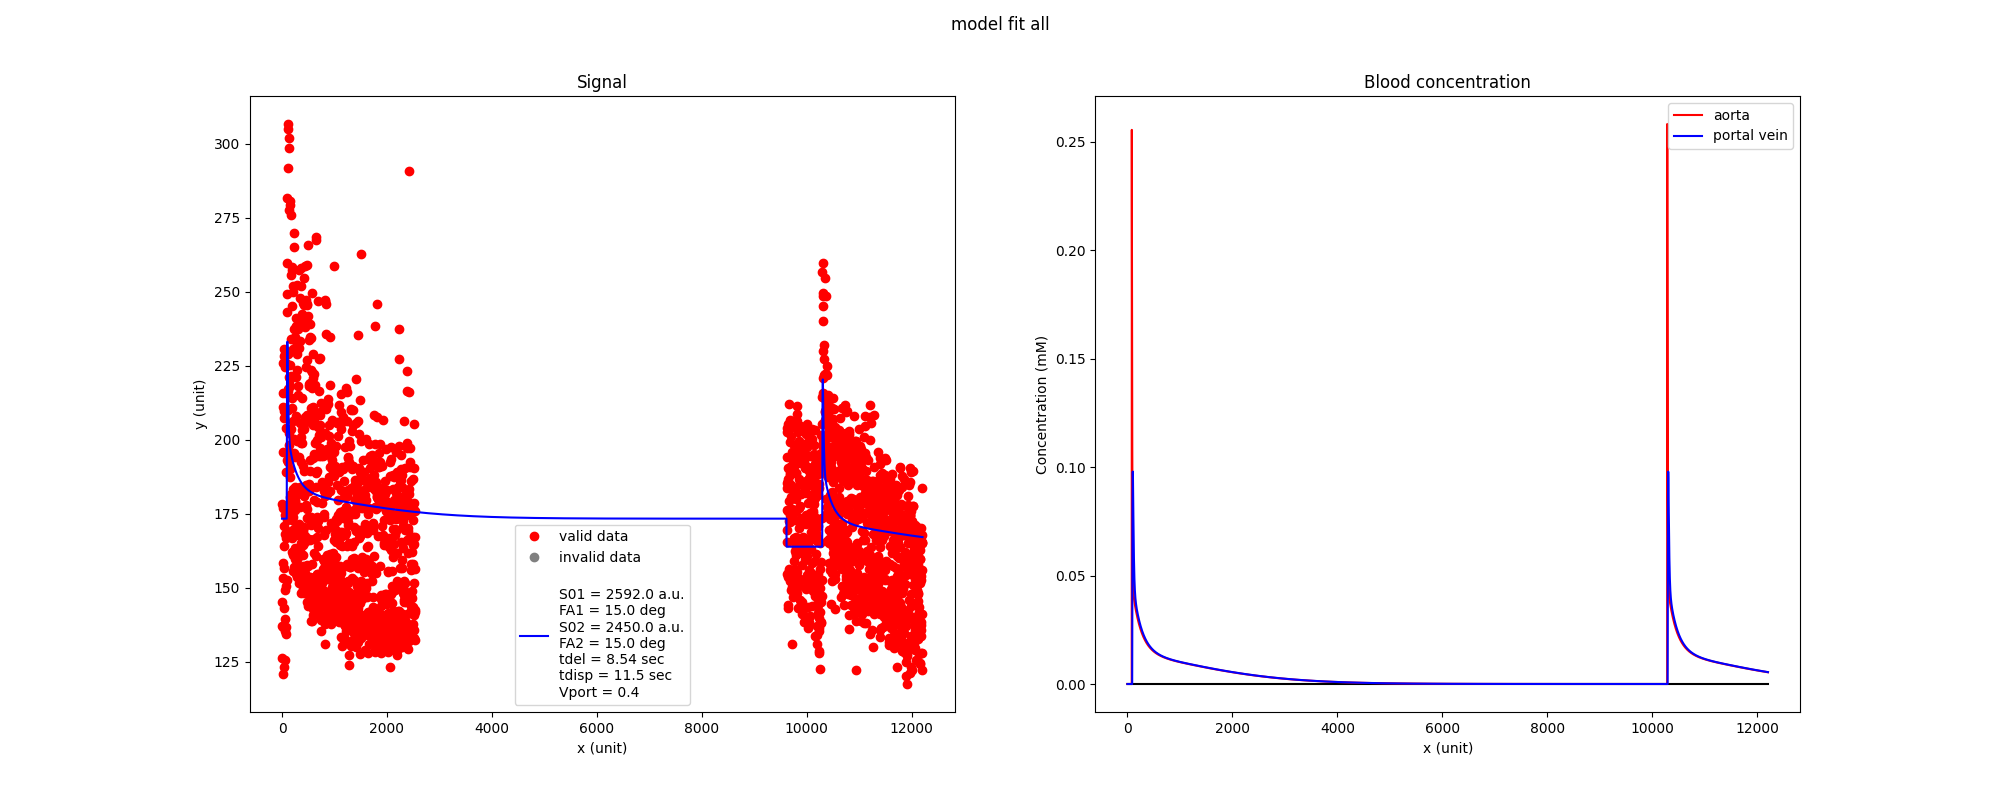 model fit all
Signal
300
275
250
225
200
175
150
125
y (unit)
0
2000
4000
6000
8000
10000
12000
x (unit)
valid data
invalid data
S01 = 2592.0 a.u.
FA1 = 15.0 deg
S02 = 2450.0 a.u.
FA2 = 15.0 deg
tdel = 8.54 sec
tdisp = 11.5 sec
Vport = 0.4
Blood concentration
aorta
portal vein
0.25
0.20
0.15
0.10
0.05
0.00
Concentration (mM)
0
2000
4000
6000
8000
10000
12000
x (unit)